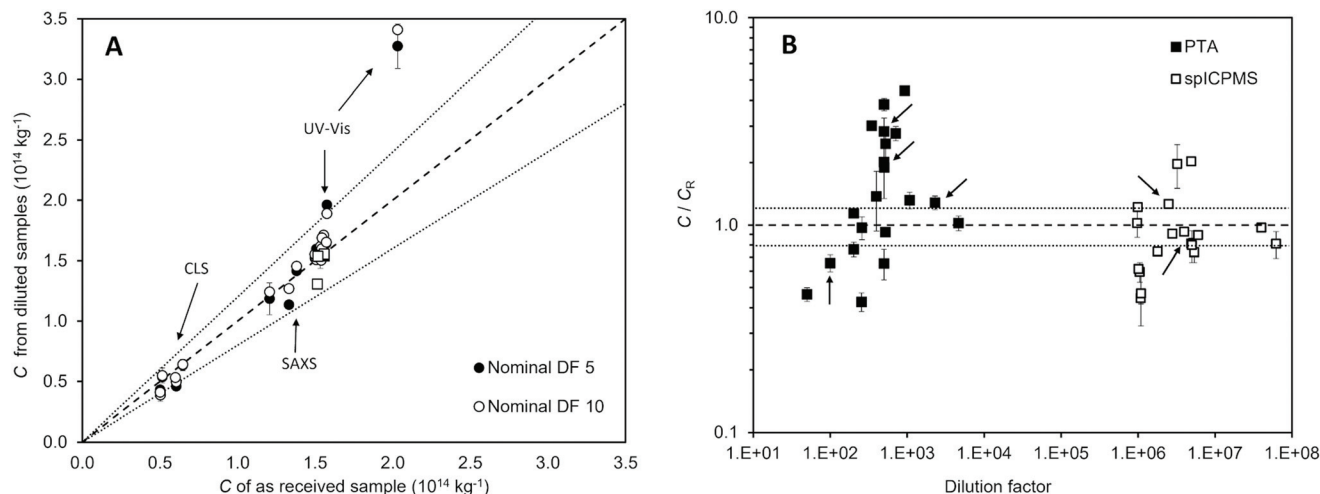 A
3.5
3.0
2.5
2.0
1.5
1.0
0.5
0.0
C from diluted samples (10¹⁴ kg⁻¹)
UV-Vis
CLS
SAXS
Nominal DF 5
Nominal DF 10
0.0 0.5 1.0 1.5 2.0 2.5 3.0 3.5
C of as received sample (10¹⁴ kg⁻¹)
B
10.0
1.0
0.1
C / C_R
PTA
spICPMS
1.E+01 1.E+02 1.E+03 1.E+04 1.E+05 1.E+06 1.E+07 1.E+08
Dilution factor